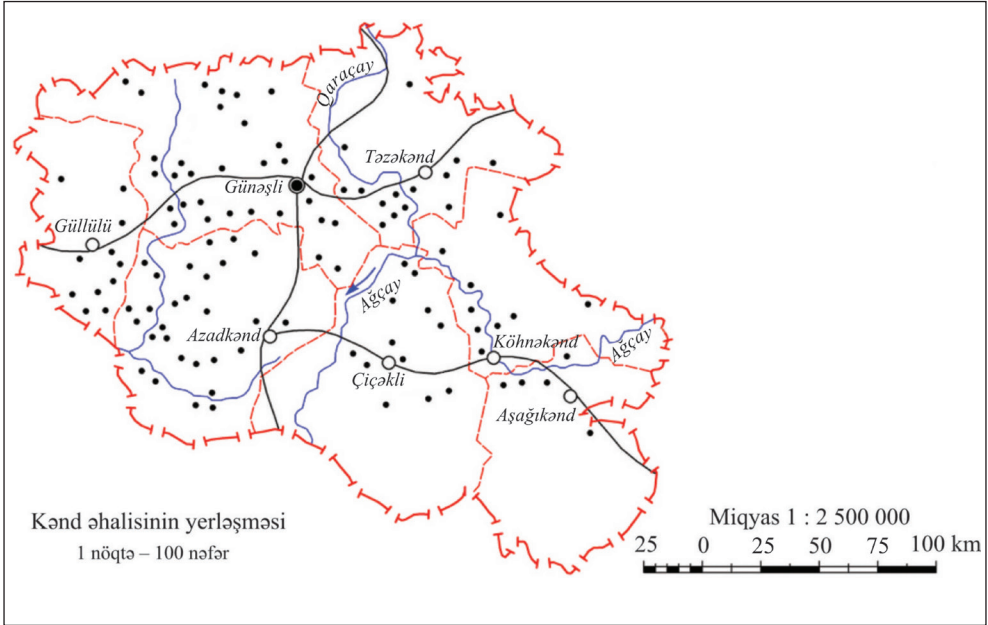 Qaraçay
Təzəkənd
Günəşli
Güllülü
Ağçay
Azadkənd
Köhnəkənd
Ağçay
Çiçəkli
Aşağıkənd
Kənd əhalisinin yerləşməsi
1 nöqtə – 100 nəfər
Miqyas 1 : 2 500 000
25 0 25 50 75 100 km